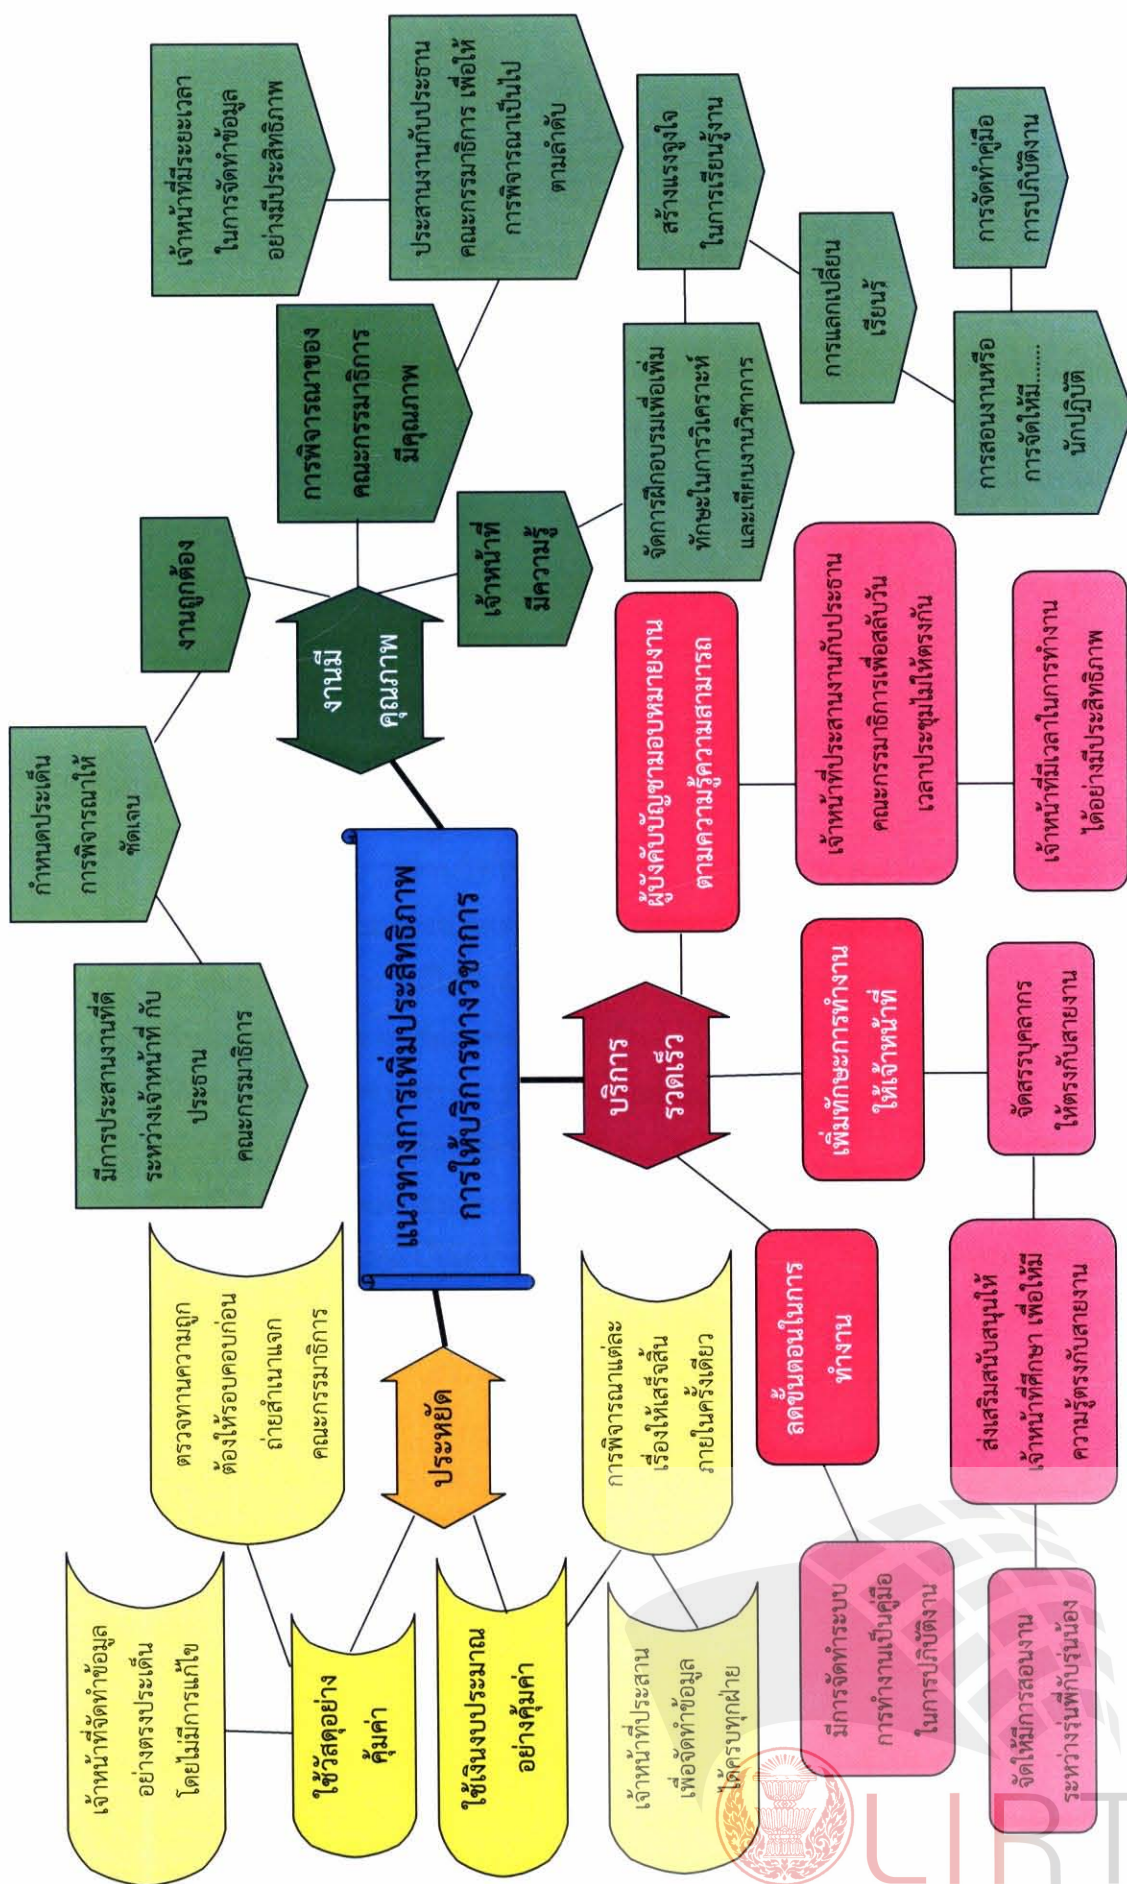 แนวทางการเพิ่มประสิทธิภาพ
การให้บริการทางวิชาการ
ประหยัด
ใช้วัสดุอย่าง
คุ้มค่า
เจ้าหน้าที่จัดทำข้อมูล
อย่างตรงประเด็น
โดยไม่มีการแก้ไข
ตรวจทานความถูก
ต้องให้รอบคอบก่อน
ถ่ายสำเนาแจก
คณะกรรมาธิการ
ใช้เงินงบประมาณ
อย่างคุ้มค่า
การพิจารณาแต่ละ
เรื่องให้เสร็จสิ้น
ภายในครั้งเดียว
เจ้าหน้าที่ประสาน
เพื่อจัดทำข้อมูล
ได้ครบทุกฝ่าย
บริการ
รวดเร็ว
ลดขั้นตอนในการ
ทำงาน
มีการจัดทำระบบ
การทำงานเป็นคู่มือ
ในการปฏิบัติงาน
เพิ่มทักษะการทำงาน
ให้เจ้าหน้าที่
จัดสรรบุคลากร
ให้ตรงกับสายงาน
ส่งเสริมสนับสนุนให้
เจ้าหน้าที่ศึกษา เพื่อให้มี
ความรู้ตรงกับสายงาน
จัดให้มีการสอนงาน
ระหว่างรุ่นพี่กับรุ่นน้อง
ผู้บังคับบัญชามอบหมายงาน
ตามความรู้ความสามารถ
เจ้าหน้าที่ประสานงานกับประธาน
คณะกรรมาธิการเพื่อสลับวัน
เวลาประชุมไม่ให้ตรงกัน
เจ้าหน้าที่มีเวลาในการทำงาน
ได้อย่างมีประสิทธิภาพ
งานมี
คุณภาพ
งานถูกต้อง
กำหนดประเด็น
การพิจารณาให้
ชัดเจน
มีการประสานงานที่ดี
ระหว่างเจ้าหน้าที่ กับ
ประธาน
คณะกรรมาธิการ
การพิจารณาของ
คณะกรรมาธิการ
มีคุณภาพ
ประสานงานกับประธาน
คณะกรรมาธิการ เพื่อให้
การพิจารณาเป็นไป
ตามลำดับ
เจ้าหน้าที่มีระยะเวลา
ในการจัดทำข้อมูล
อย่างมีประสิทธิภาพ
เจ้าหน้าที่
มีความรู้
จัดการฝึกอบรมเพื่อเพิ่ม
ทักษะในการวิเคราะห์
และเขียนงานวิชาการ
สร้างแรงจูงใจ
ในการเรียนรู้งาน
การแลกเปลี่ยน
เรียนรู้
การสอนงานหรือ
การจัดให้มี........
นักปฏิบัติ
การจัดทำคู่มือ
การปฏิบัติงาน
LIRT